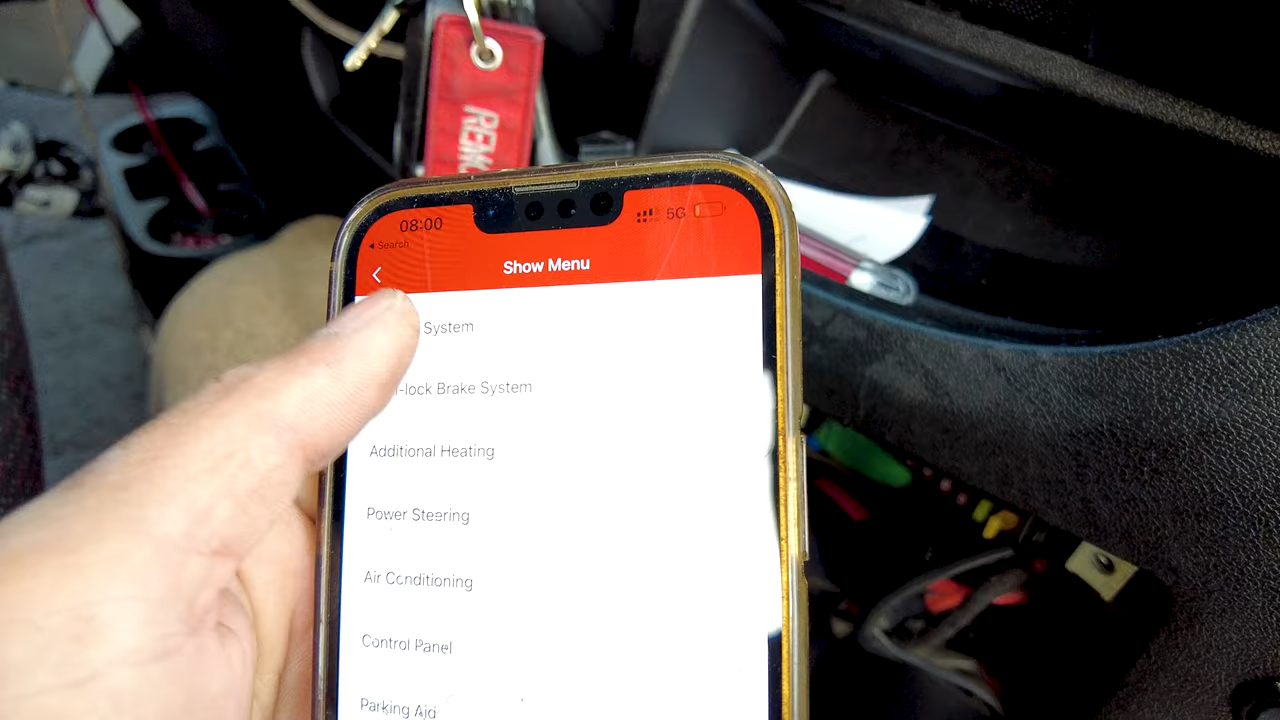 REMO
08:00
5G
Search
Show Menu
System
-lock Brake System
Additional Heating
Power Steering
Air Conditioning
Control Panel
Parking Aid